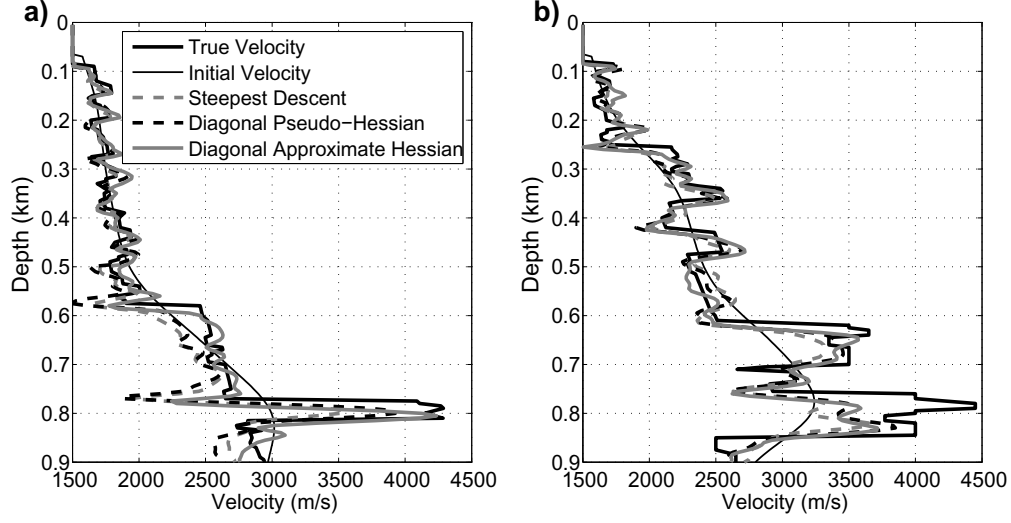 a)
0
0.1
0.2
0.3
0.4
0.5
0.6
0.7
0.8
0.9
Depth (km)
True Velocity
Initial Velocity
Steepest Descent
Diagonal Pseudo−Hessian
Diagonal Approximate Hessian
1500 2000 2500 3000 3500 4000 4500
Velocity (m/s)
b)
0
0.1
0.2
0.3
0.4
0.5
0.6
0.7
0.8
0.9
Depth (km)
1500 2000 2500 3000 3500 4000 4500
Velocity (m/s)